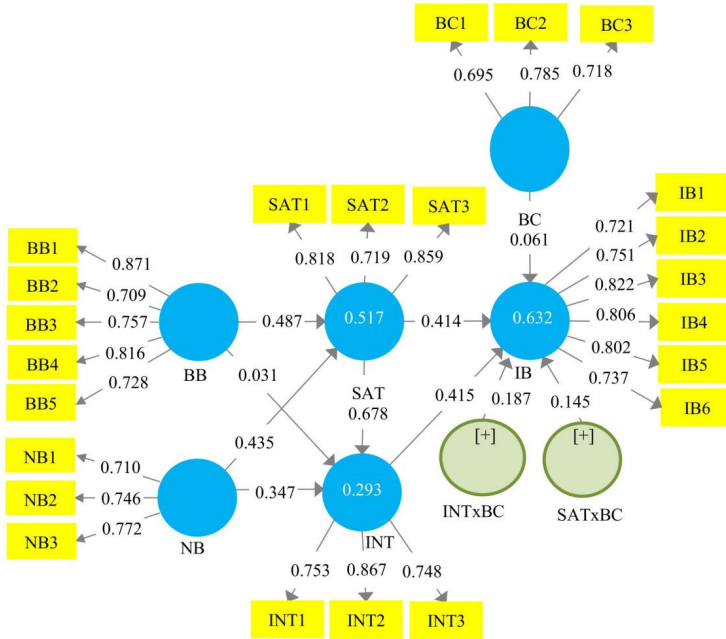 BC1 BC2 BC3
0.695 0.785 0.718
BC
0.061
SAT1 SAT2 SAT3
0.818 0.719 0.859
IB1
IB2
IB3
IB4
IB5
IB6
0.721
0.751
0.822
0.806
0.802
0.737
BB1
BB2
BB3
BB4
BB5
0.871
0.709
0.757
0.816
0.728
BB
0.487
0.517
0.414
0.632
IB
0.031
SAT
0.678
0.435
0.415
0.187
0.145
[+]
INTxBC
[+]
SATxBC
NB1
NB2
NB3
0.710
0.746
0.772
NB
0.347
0.293
INT
0.753 0.867 0.748
INT1 INT2 INT3